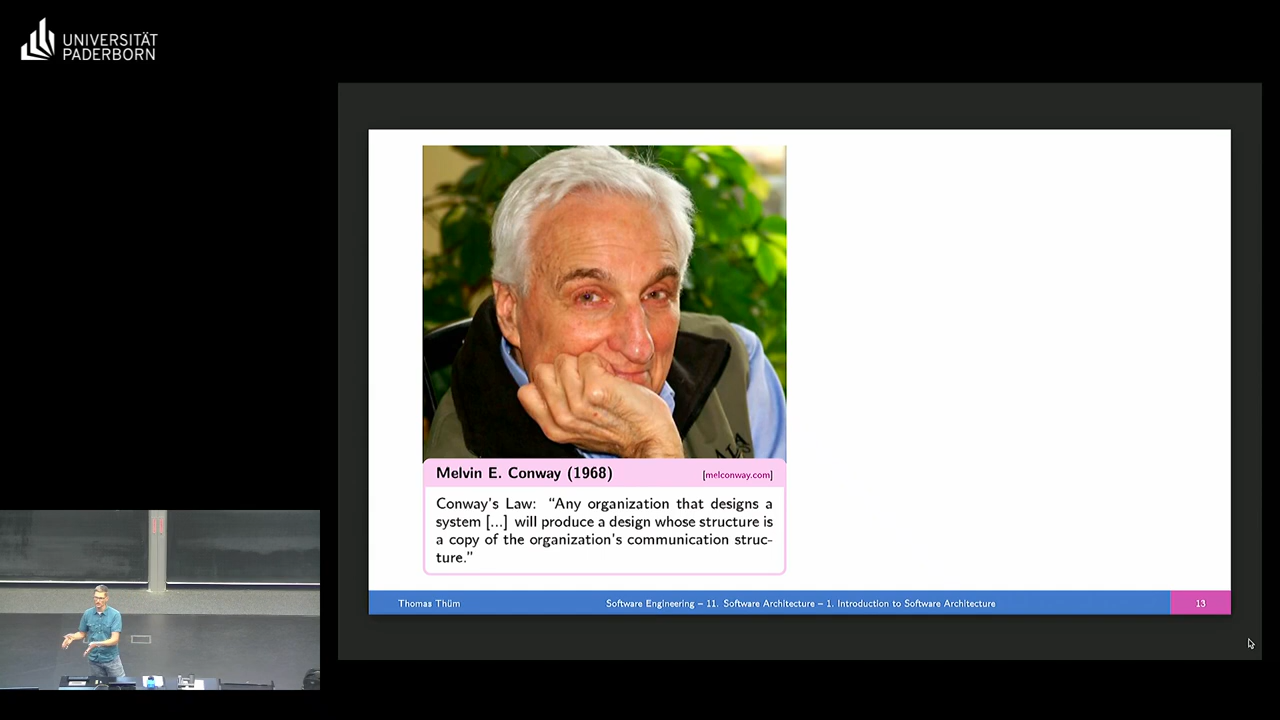 UNIVERSITÄT
PADERBORN
Melvin E. Conway (1968) [melconway.com]
Conway's Law: “Any organization that designs a
system [...] will produce a design whose structure is
a copy of the organization's communication struc-
ture.”
Thomas Thüm Software Engineering – 11. Software Architecture – 1. Introduction to Software Architecture 13